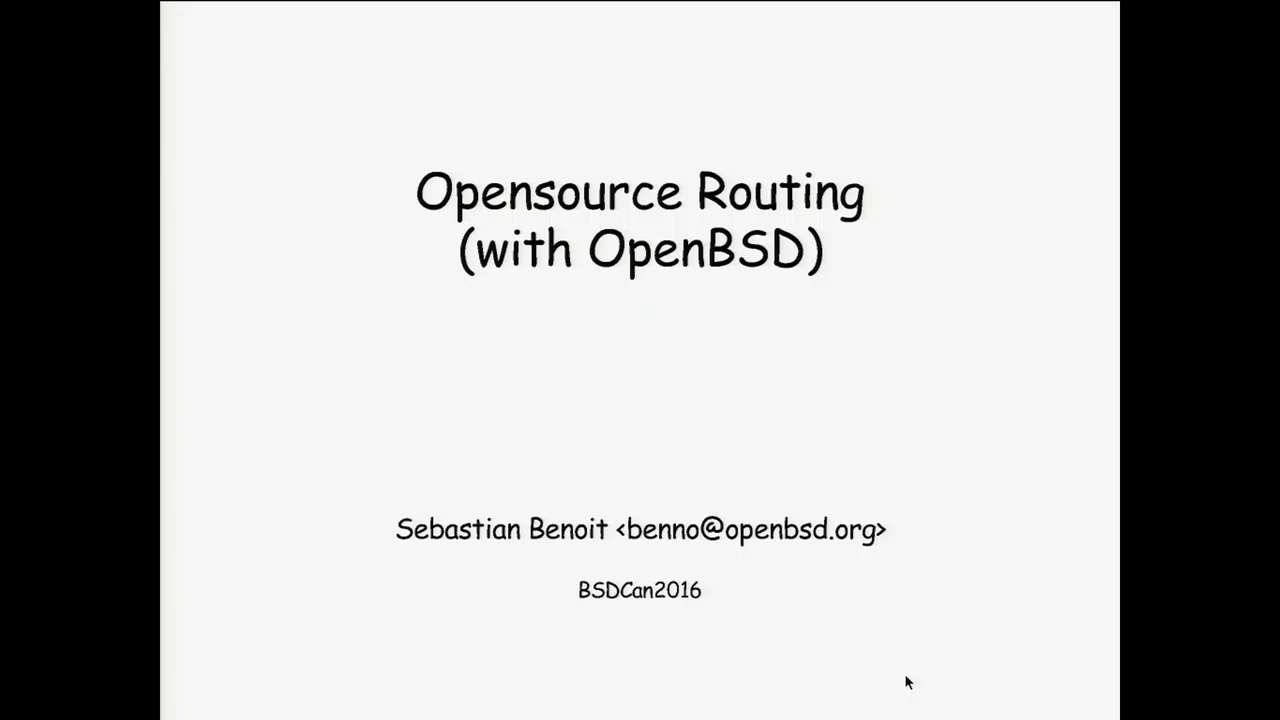 Opensource Routing
(with OpenBSD)
Sebastian Benoit <benno@openbsd.org>
BSDCan2016